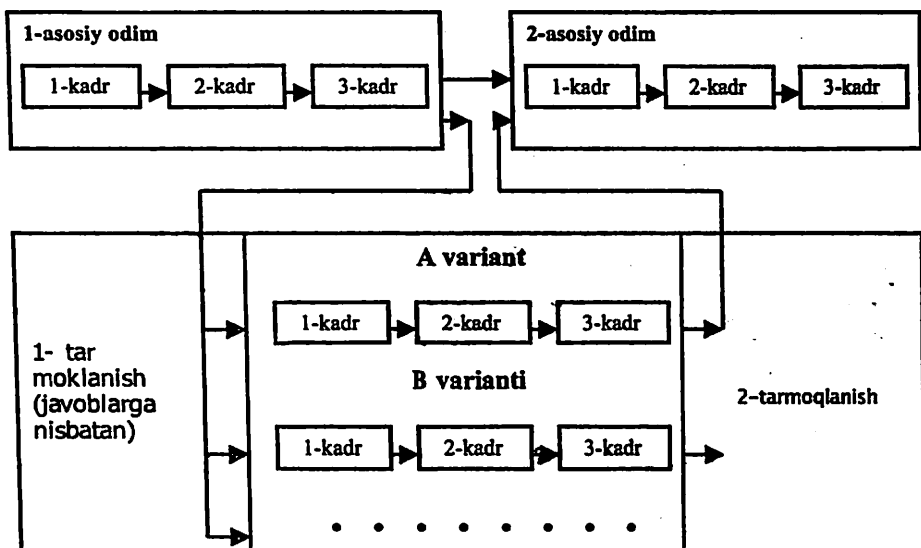 1-asosiy odim
1-kadr 2-kadr 3-kadr
2-asosiy odim
1-kadr 2-kadr 3-kadr
1- tar
moklanish
(javoblarga
nisbatan)
A variant
1-kadr 2-kadr 3-kadr
B varianti
1-kadr 2-kadr 3-kadr
2-tarmoqlanish